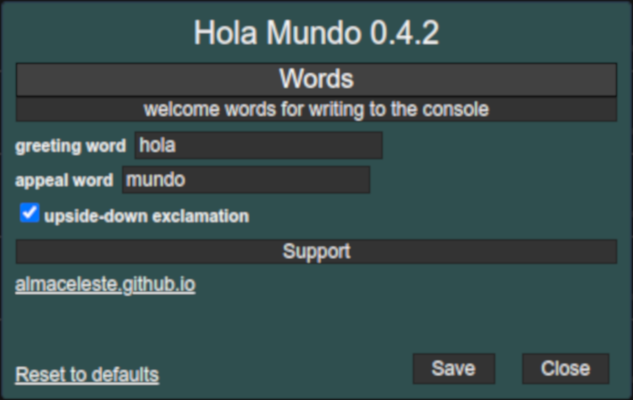 Hola Mundo 0.4.2
Words
welcome words for writing to the console
greeting word hola
appeal word mundo
upside-down exclamation
Support
almaceleste.github.io
Reset to defaults Save Close